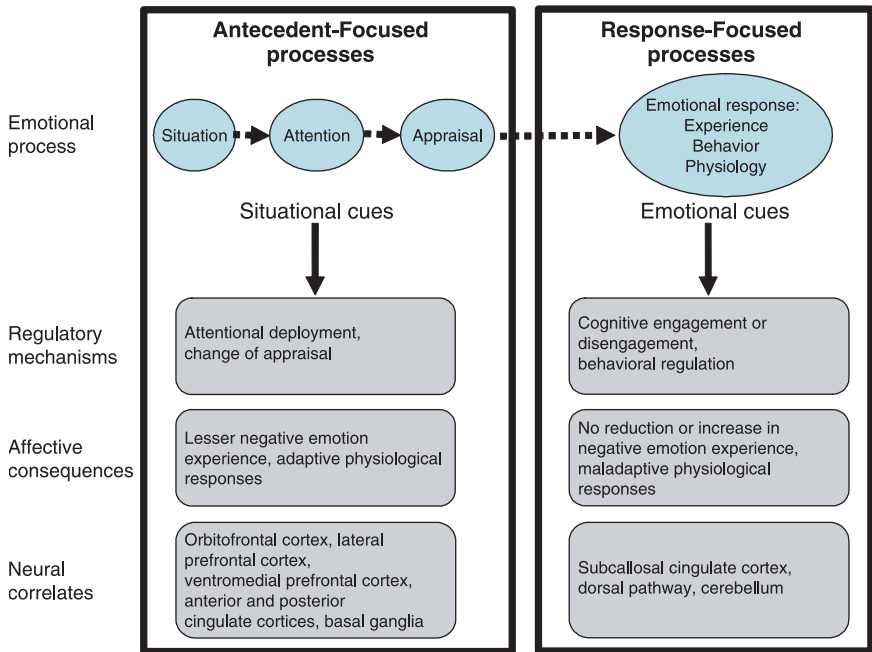 Antecedent-Focused
processes
Response-Focused
processes
Emotional
process
Situation
Attention
Appraisal
Emotional response:
Experience
Behavior
Physiology
Situational cues
Emotional cues
Regulatory
mechanisms
Attentional deployment,
change of appraisal
Cognitive engagement or
disengagement,
behavioral regulation
Affective
consequences
Lesser negative emotion
experience, adaptive physiological
responses
No reduction or increase in
negative emotion experience,
maladaptive physiological
responses
Neural
correlates
Orbitofrontal cortex, lateral
prefrontal cortex,
ventromedial prefrontal cortex,
anterior and posterior
cingulate cortices, basal ganglia
Subcallosal cingulate cortex,
dorsal pathway, cerebellum